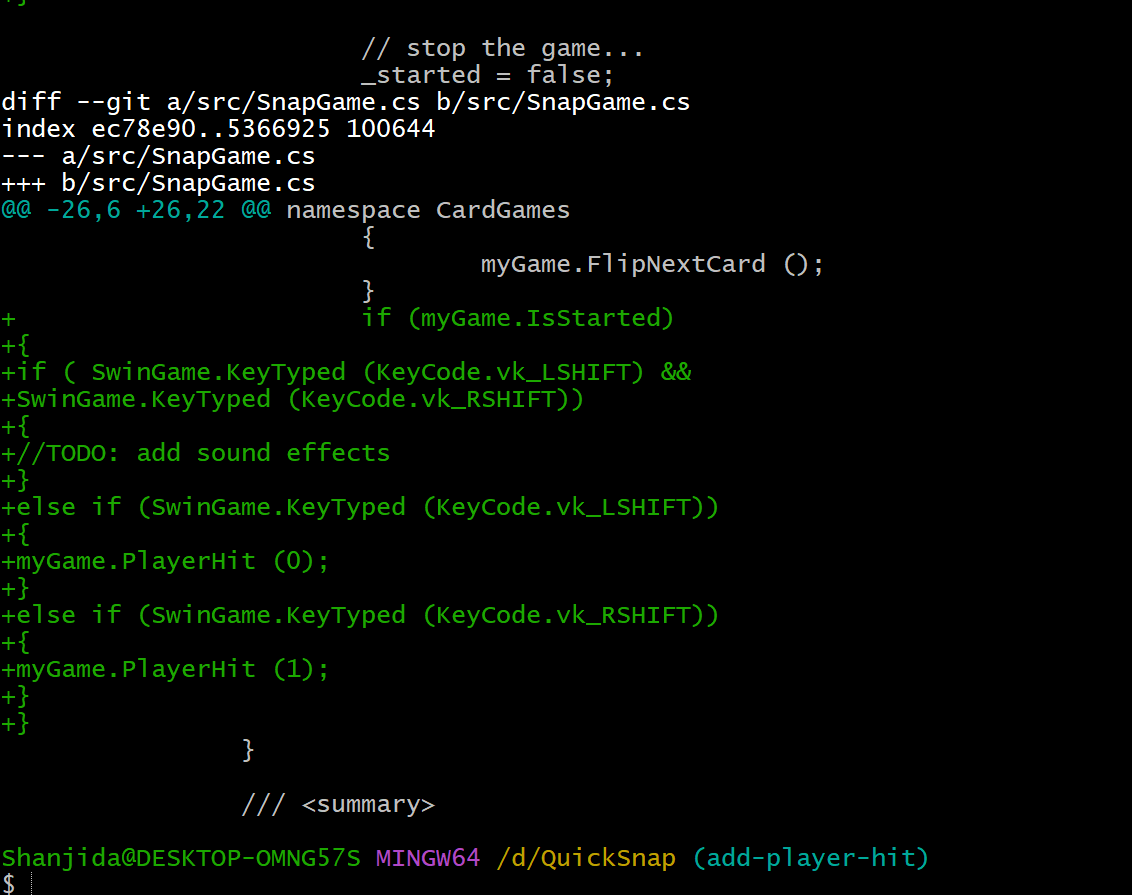 +}
// stop the game...
_started = false;
diff --git a/src/SnapGame.cs b/src/SnapGame.cs
index ec78e90..5366925 100644
--- a/src/SnapGame.cs
+++ b/src/SnapGame.cs
@@ -26,6 +26,22 @@ namespace CardGames
{
myGame.FlipNextCard ();
}
+ if (myGame.IsStarted)
+{
+if ( SwinGame.KeyTyped (KeyCode.vk_LSHIFT) &&
+SwinGame.KeyTyped (KeyCode.vk_RSHIFT))
+{
+//TODO: add sound effects
+}
+else if (SwinGame.KeyTyped (KeyCode.vk_LSHIFT))
+{
+myGame.PlayerHit (0);
+}
+else if (SwinGame.KeyTyped (KeyCode.vk_RSHIFT))
+{
+myGame.PlayerHit (1);
+}
+}
}
/// <summary>
Shanjida@DESKTOP-OMNG57S MINGW64 /d/QuickSnap (add-player-hit)
$